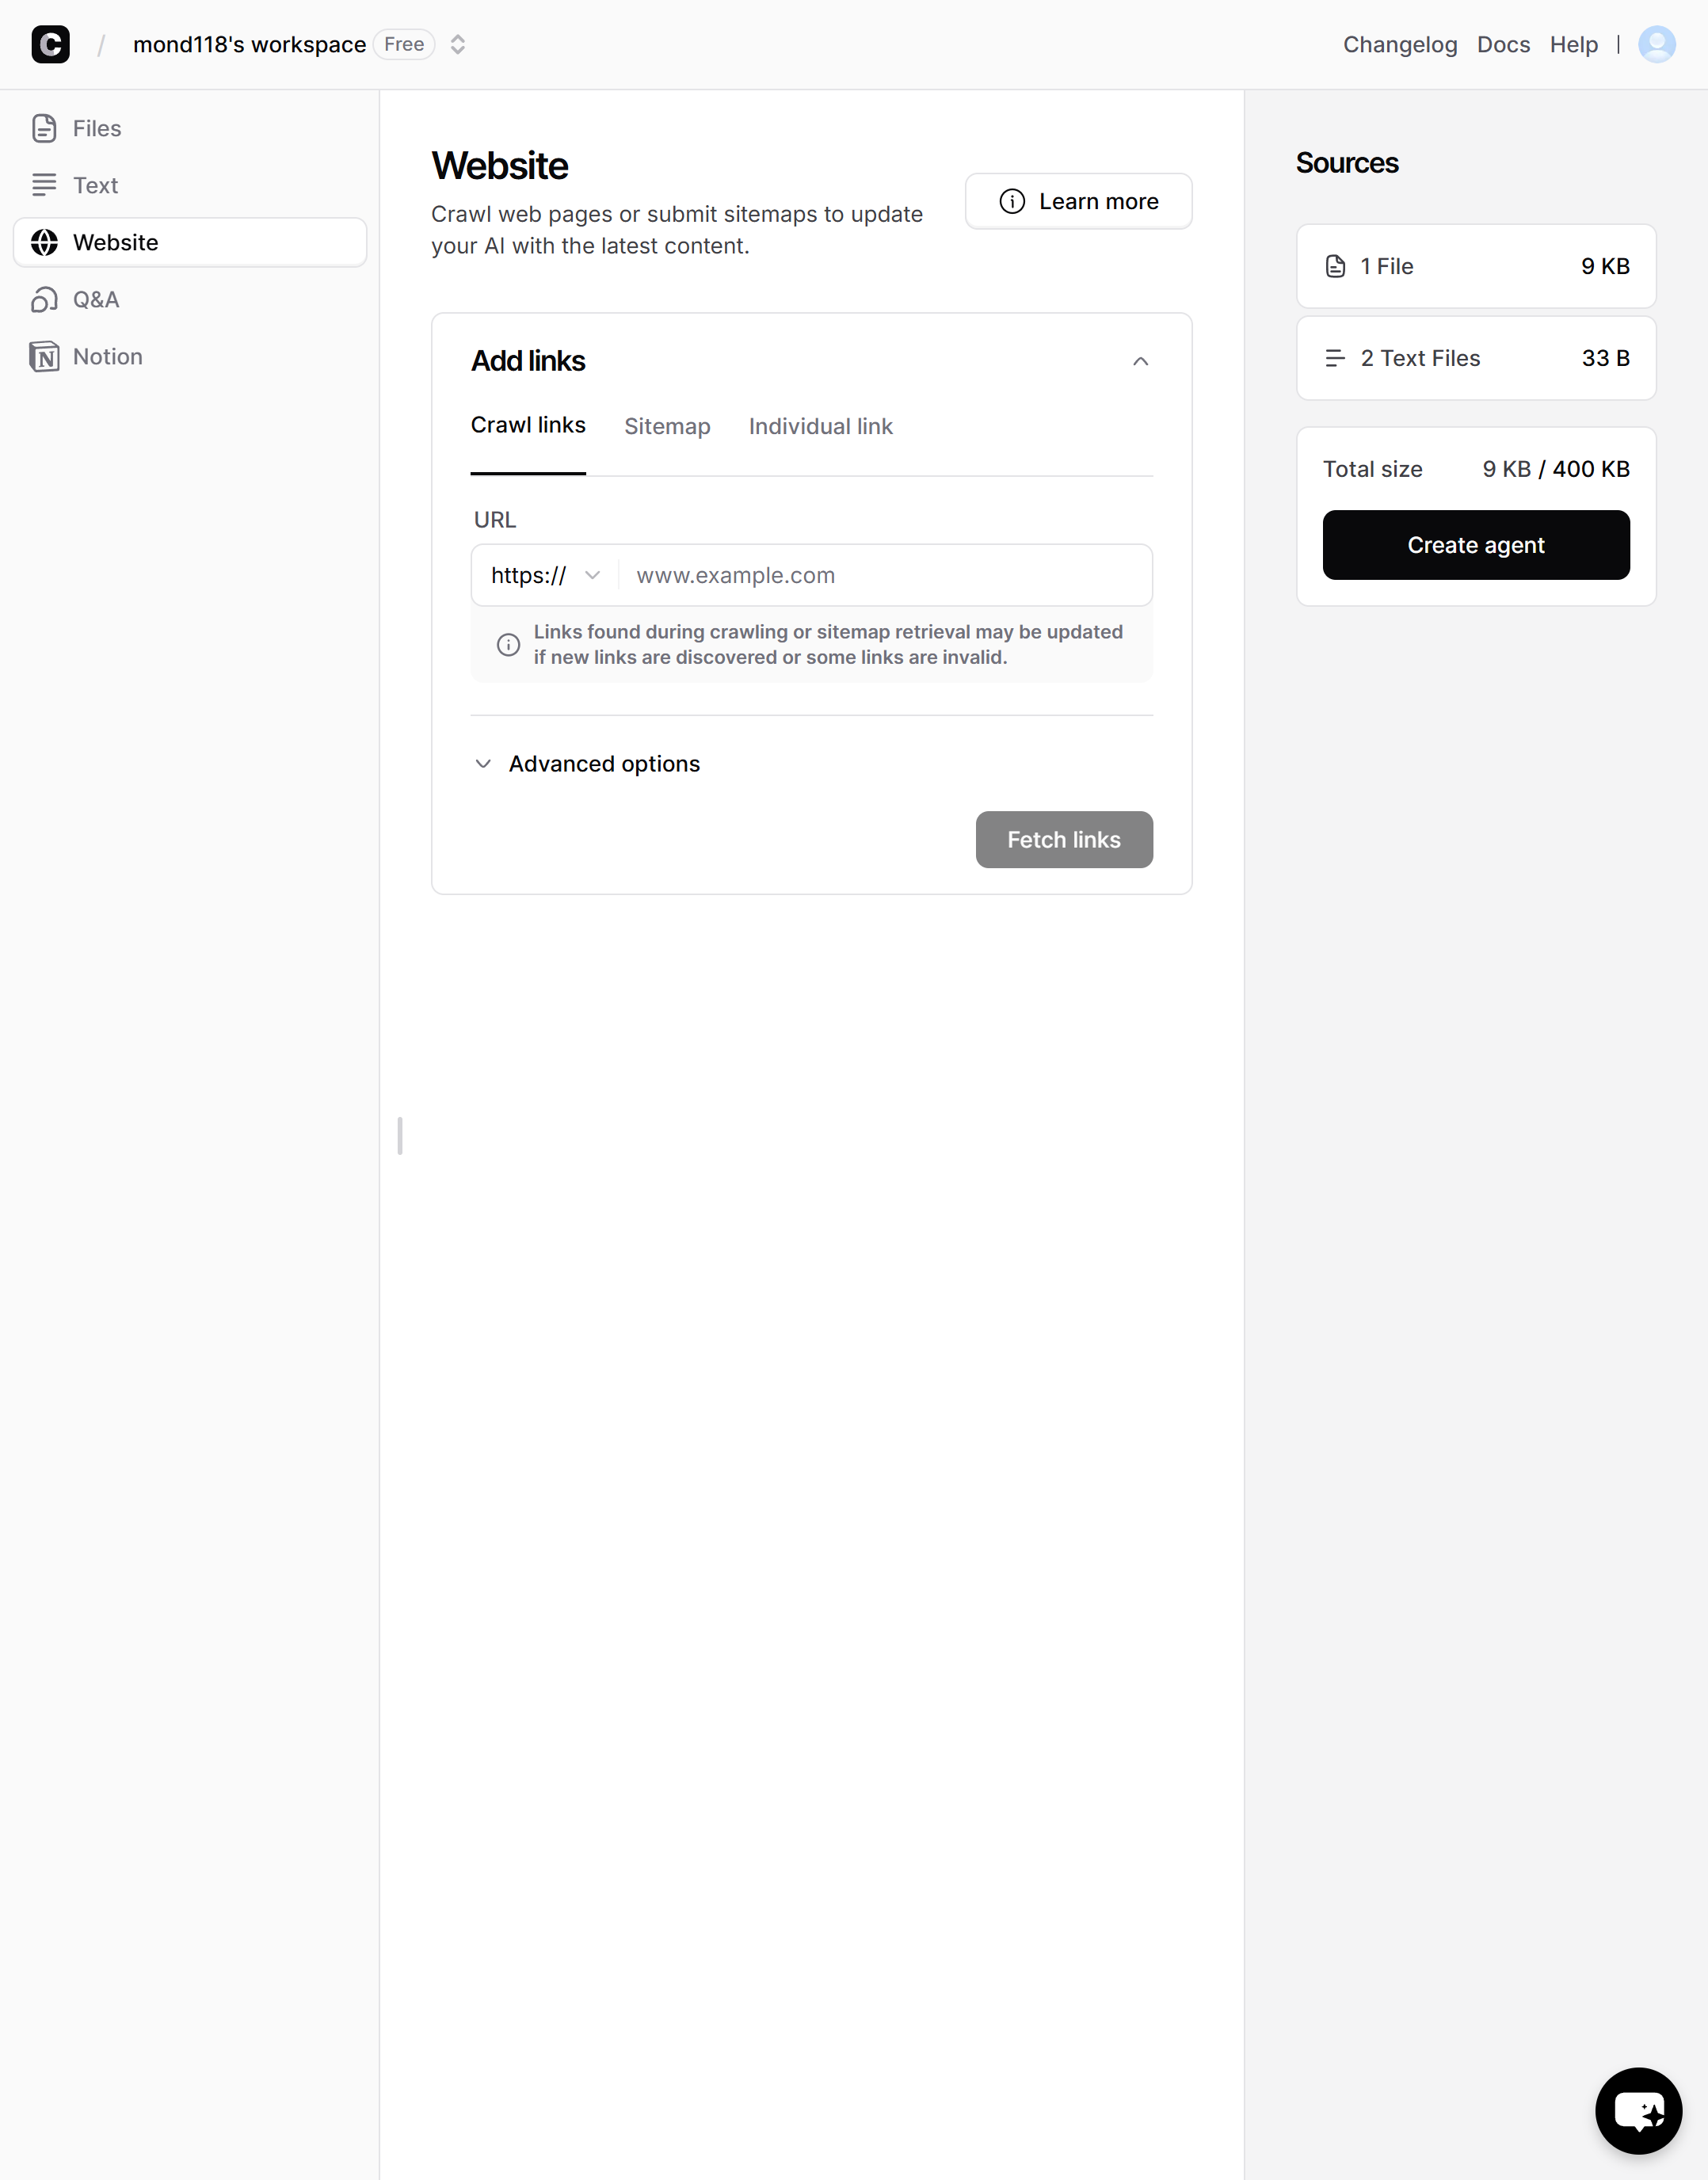 C / mond118's workspace Free
Changelog Docs Help |
Files
Text
Website
Q&A
Notion
Website
Crawl web pages or submit sitemaps to update
your AI with the latest content.
Learn more
Add links
Crawl links Sitemap Individual link
URL
https:// www.example.com
Links found during crawling or sitemap retrieval may be updated
if new links are discovered or some links are invalid.
Advanced options
Fetch links
Sources
1 File 9 KB
2 Text Files 33 B
Total size 9 KB / 400 KB
Create agent